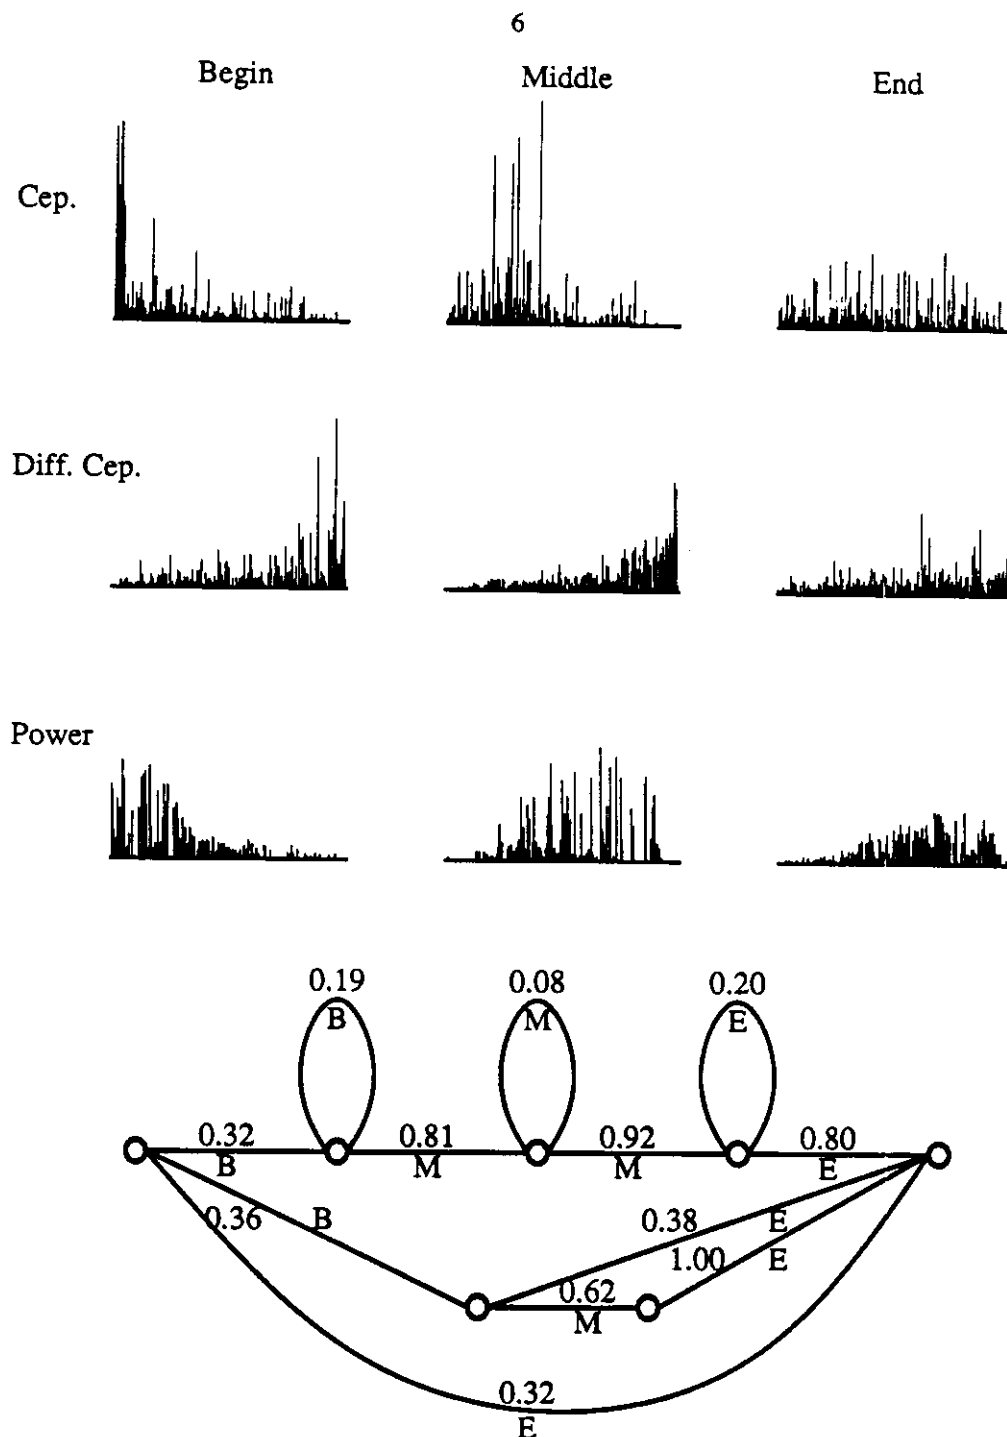 6
Begin Middle End
Cep.
Diff. Cep.
Power
0.19 0.08 0.20
B M E
0.32 0.81 0.92 0.80
B M M E
0.36 B 0.38 E
1.00 E
0.62
M
0.32
E